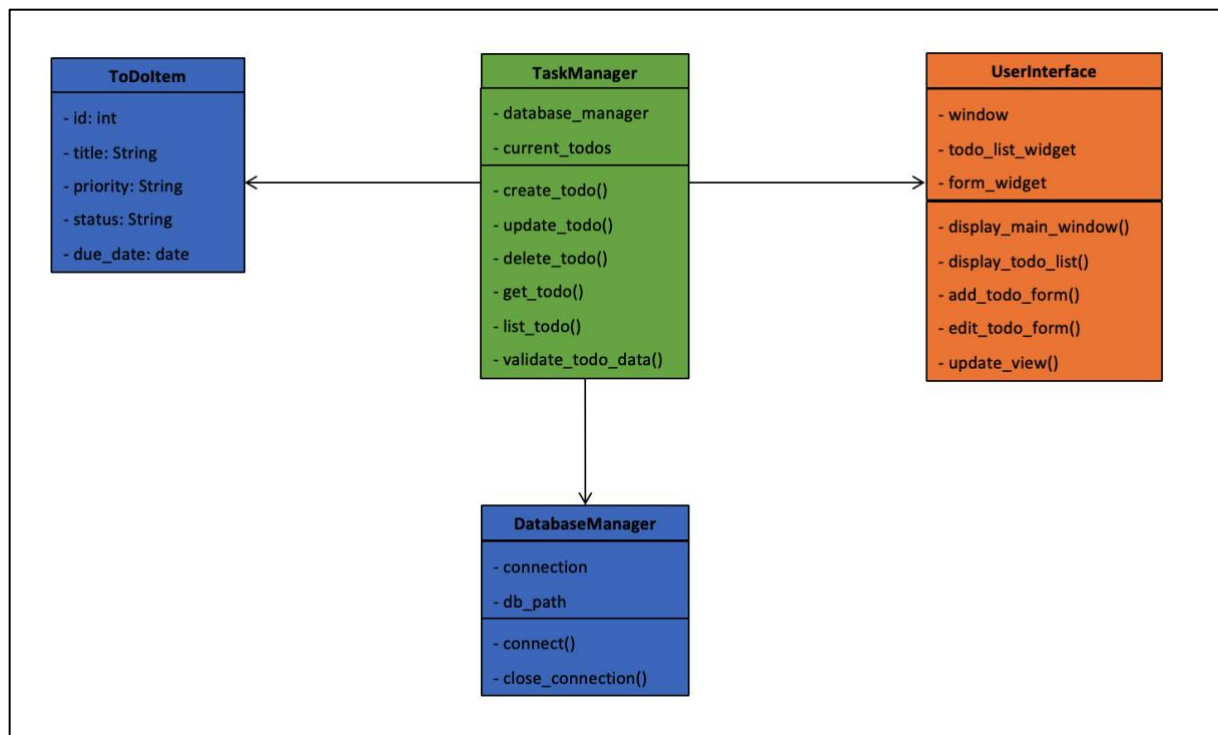 ToDoItem
- id: int
- title: String
- priority: String
- status: String
- due_date: date
TaskManager
- database_manager
- current_todos
- create_todo()
- update_todo()
- delete_todo()
- get_todo()
- list_todo()
- validate_todo_data()
UserInterface
- window
- todo_list_widget
- form_widget
- display_main_window()
- display_todo_list()
- add_todo_form()
- edit_todo_form()
- update_view()
DatabaseManager
- connection
- db_path
- connect()
- close_connection()